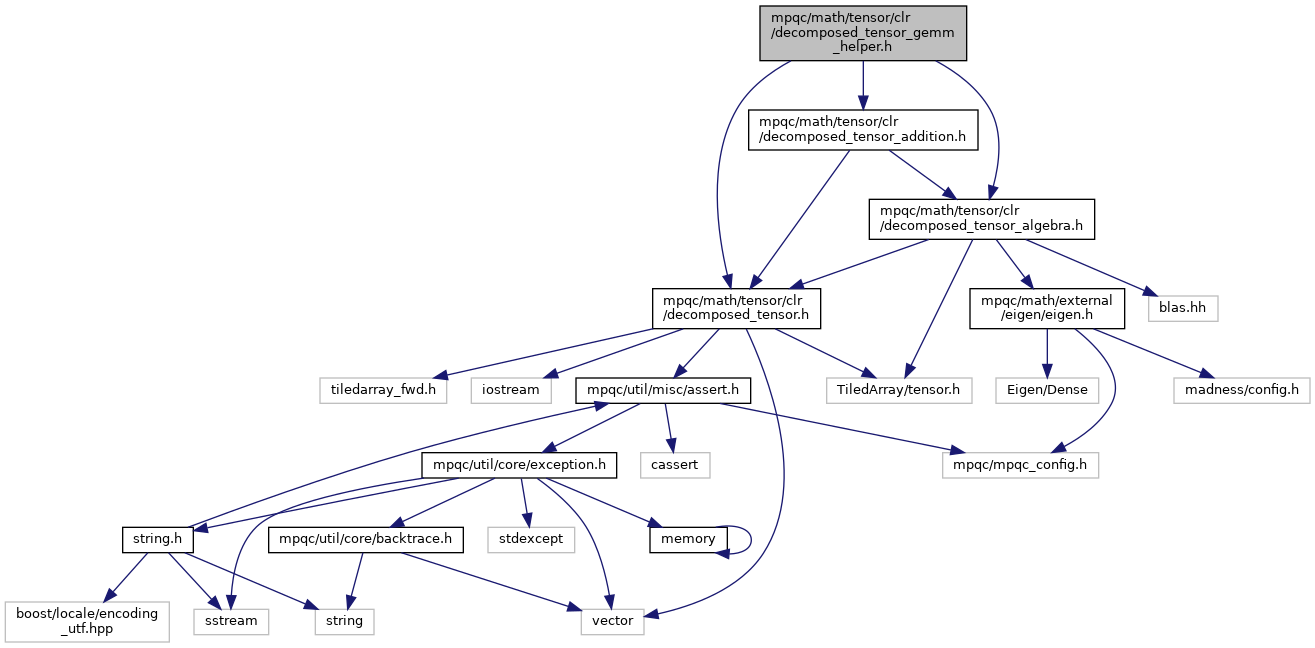 mpqc/math/tensor/clr
/decomposed_tensor_gemm
_helper.h
mpqc/math/tensor/clr
/decomposed_tensor_addition.h
mpqc/math/tensor/clr
/decomposed_tensor_algebra.h
mpqc/math/tensor/clr
/decomposed_tensor.h
mpqc/math/external
/eigen/eigen.h
blas.hh
tiledarray_fwd.h
iostream
mpqc/util/misc/assert.h
TiledArray/tensor.h
Eigen/Dense
madness/config.h
mpqc/util/core/exception.h
cassert
mpqc/mpqc_config.h
string.h
mpqc/util/core/backtrace.h
stdexcept
memory
boost/locale/encoding
_utf.hpp
sstream
string
vector